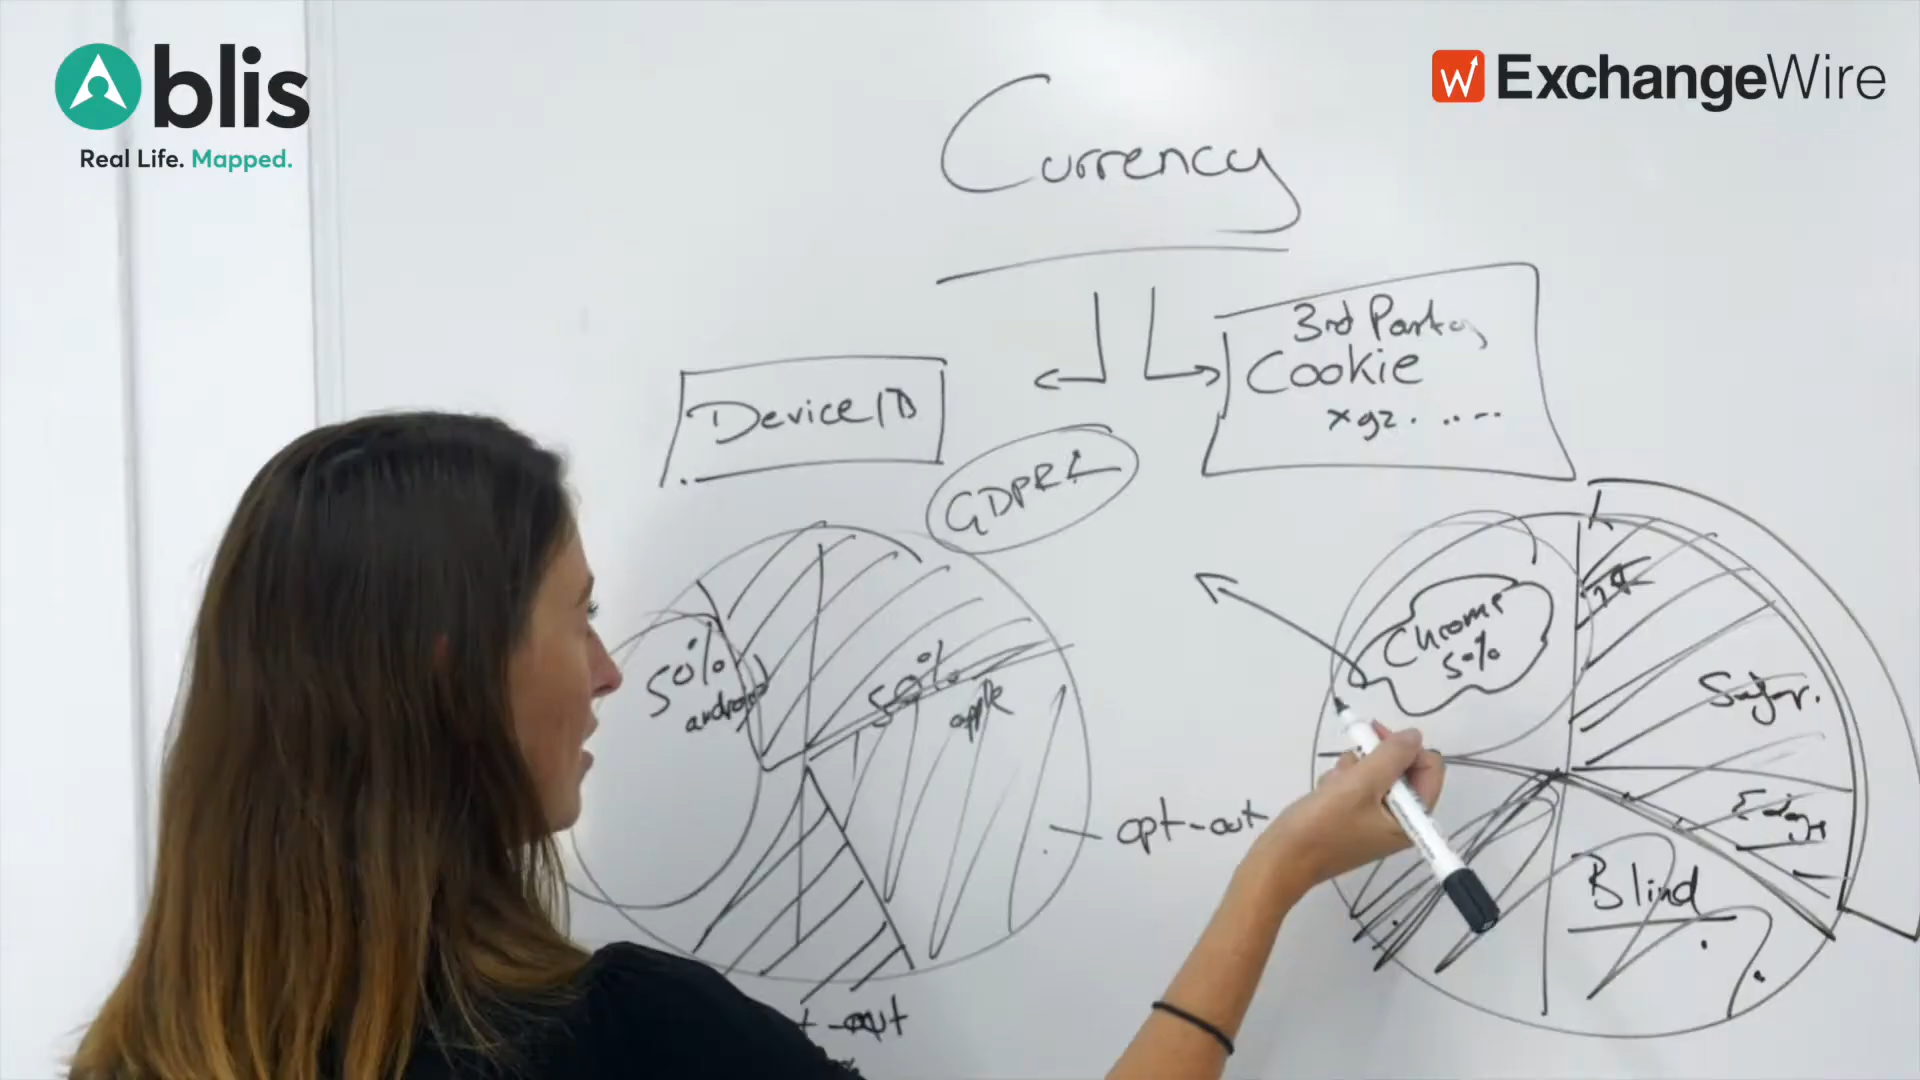 blis
Real Life. Mapped.
ExchangeWire
Currency
3rd Party
Cookie
xyz. .. --
Device ID
GDPR
50%
android
50%
apple
opt-out
Chrome
50%
Safar.
Edge
Blind
-out